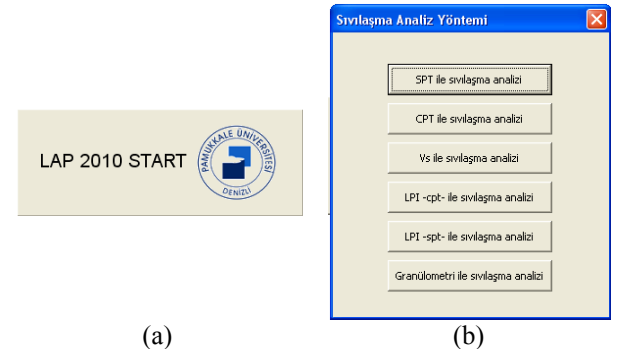 Sıvılaşma Analiz Yöntemi
SPT ile sıvılaşma analizi
CPT ile sıvılaşma analizi
Vs ile sıvılaşma analizi
LPI -cpt- ile sıvılaşma analizi
LPI -spt- ile sıvılaşma analizi
Granülometri ile sıvılaşma analizi
LAP 2010 START
PAMUKKALE ÜNİVERSİTESİ
DENİZLİ
(a)
(b)